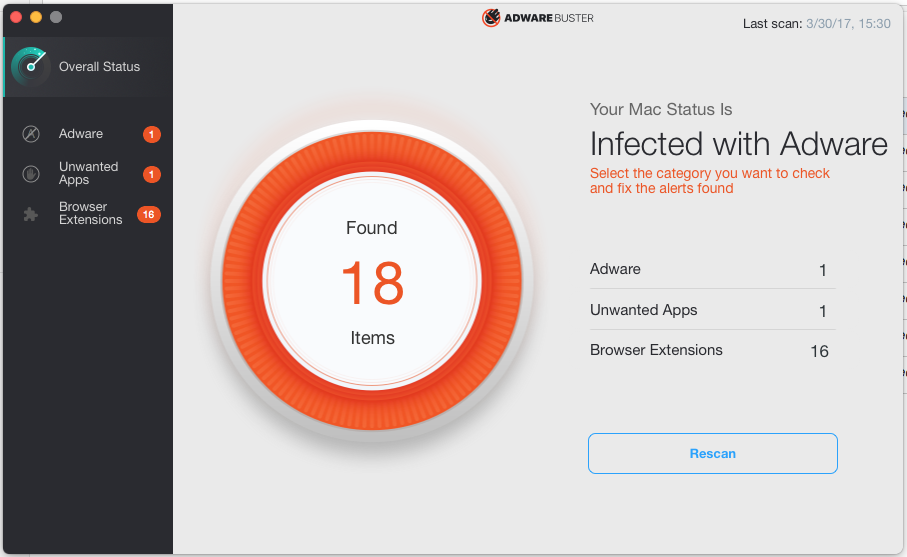 ADWARE BUSTER
Last scan: 3/30/17, 15:30
Overall Status
Adware 1
Unwanted
Apps 1
Browser
Extensions 16
Found
18
Items
Your Mac Status Is
Infected with Adware
Select the category you want to check
and fix the alerts found
Adware 1
Unwanted Apps 1
Browser Extensions 16
Rescan